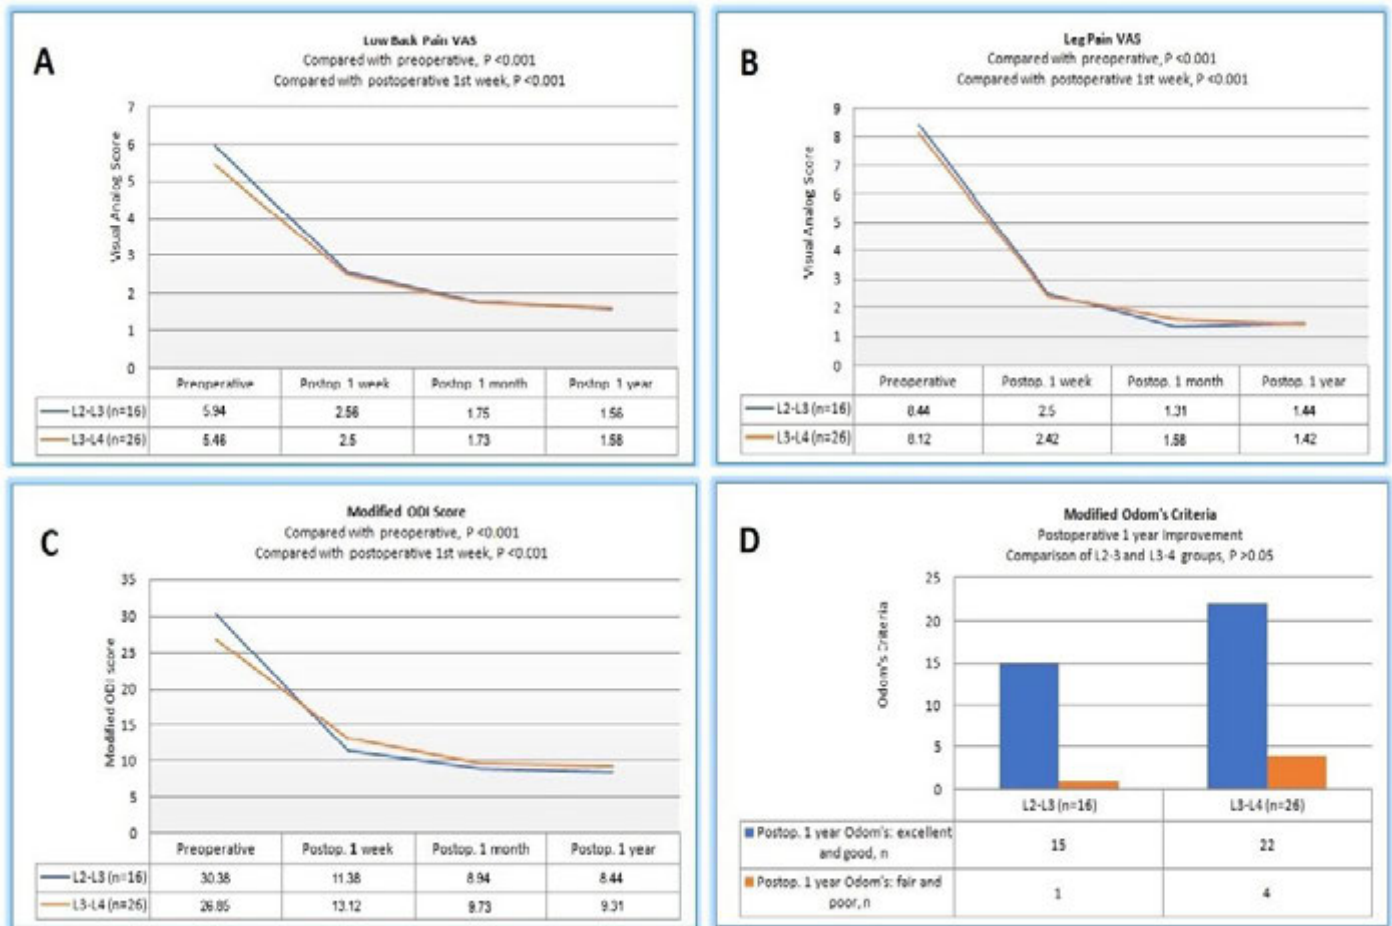 A
Low Back Pain VAS
Compared with preoperative, P <0.001
Compared with postoperative 1st week, P <0.001
Visual Analog Score
7
6
5
4
3
2
1
0
Preoperative Postop. 1 week Postop. 1 month Postop. 1 year
L2-L3 (n=16) 5.94 2.56 1.75 1.56
L3-L4 (n=26) 5.46 2.5 1.73 1.58
B
Leg Pain VAS
Compared with preoperative, P <0.001
Compared with postoperative 1st week, P <0.001
Visual Analog Score
9
8
7
6
5
4
3
2
1
0
Preoperative Postop. 1 week Postop. 1 month Postop. 1 year
L2-L3 (n=16) 8.44 2.5 1.31 1.44
L3-L4 (n=26) 8.12 2.42 1.58 1.42
C
Modified ODI Score
Compared with preoperative, P <0.001
Compared with postoperative 1st week, P <0.001
Modified ODI score
35
30
25
20
15
10
5
0
Preoperative Postop. 1 week Postop. 1 month Postop. 1 year
L2-L3 (n=16) 30.38 11.38 8.94 8.44
L3-L4 (n=26) 26.85 13.12 9.73 9.31
D
Modified Odom's Criteria
Postoperative 1 year Improvement
Comparison of L2-3 and L3-4 groups, P >0.05
Odom's Criteria
25
20
15
10
5
0
L2-L3 (n=16) L3-L4 (n=26)
Postop. 1 year Odom's: excellent
and good, n 15 22
Postop. 1 year Odom's: fair and
poor, n 1 4